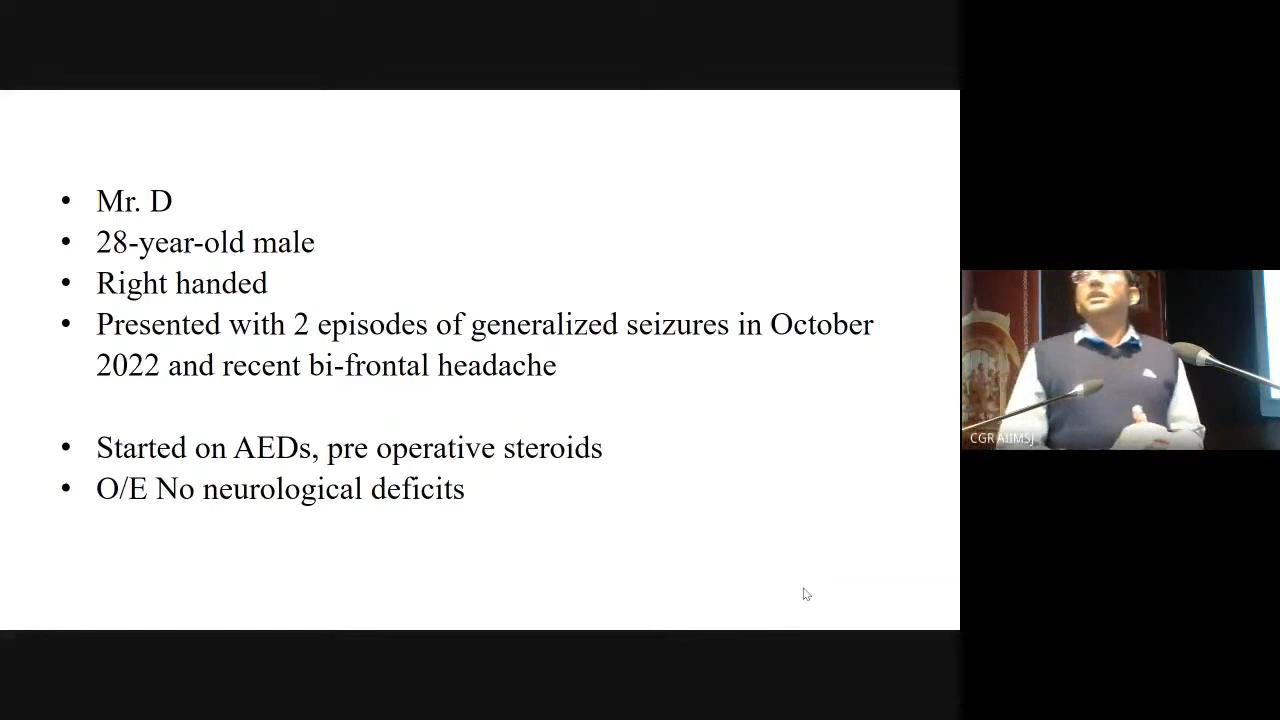 • Mr. D
• 28-year-old male
• Right handed
• Presented with 2 episodes of generalized seizures in October
2022 and recent bi-frontal headache
• Started on AEDs, pre operative steroids
• O/E No neurological deficits
CGR AIIMSJ